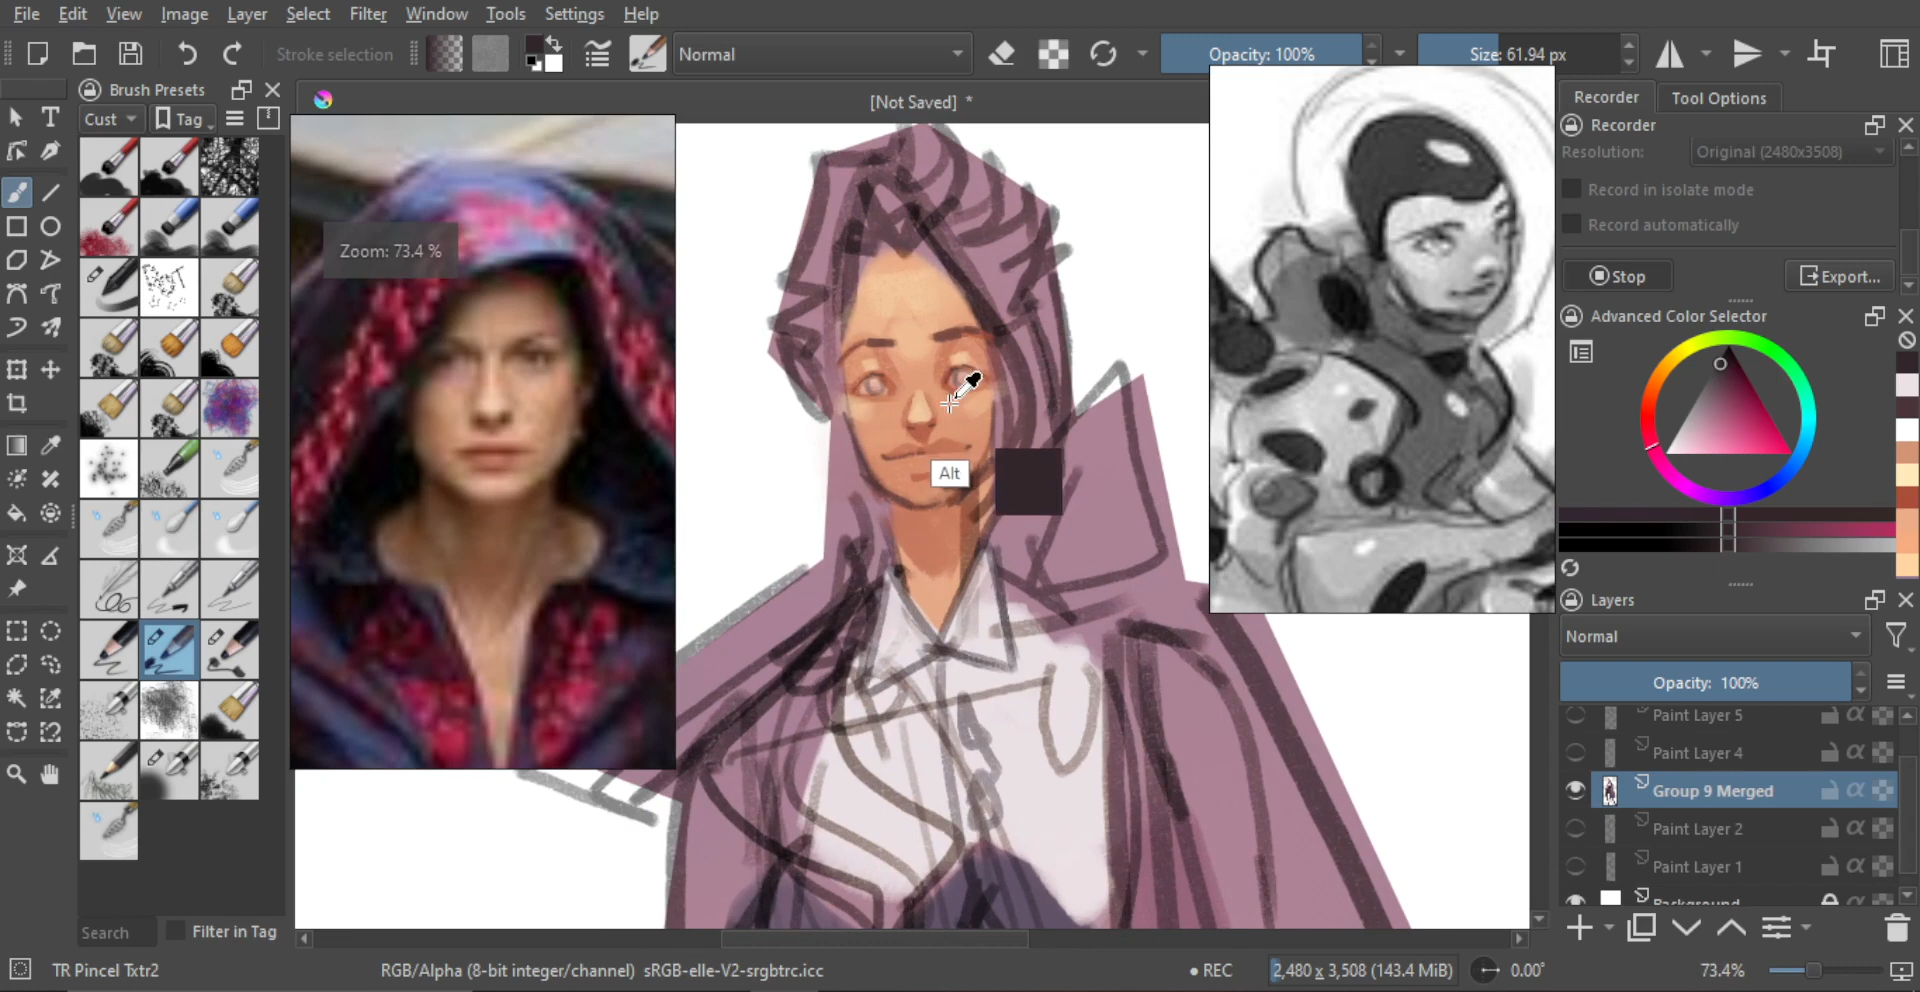 File Edit View Image Layer Select Filter Window Tools Settings Help
Stroke selection
Normal
Opacity: 100%
Size: 61.94 px
Brush Presets
Cust
Tag
[Not Saved] *
Recorder
Tool Options
Recorder
Resolution: Original (2480x3508)
Record in isolate mode
Record automatically
Stop
Export...
Zoom: 73.4 %
Advanced Color Selector
Alt
Layers
Normal
Opacity: 100%
Paint Layer 5
Paint Layer 4
Group 9 Merged
Paint Layer 2
Paint Layer 1
Background
Search
Filter in Tag
TR Pincel Txtr2
RGB/Alpha (8-bit integer/channel) sRGB-elle-V2-srgbtrc.icc
● REC
2,480 x 3,508 (143.4 MiB)
0.00°
73.4%